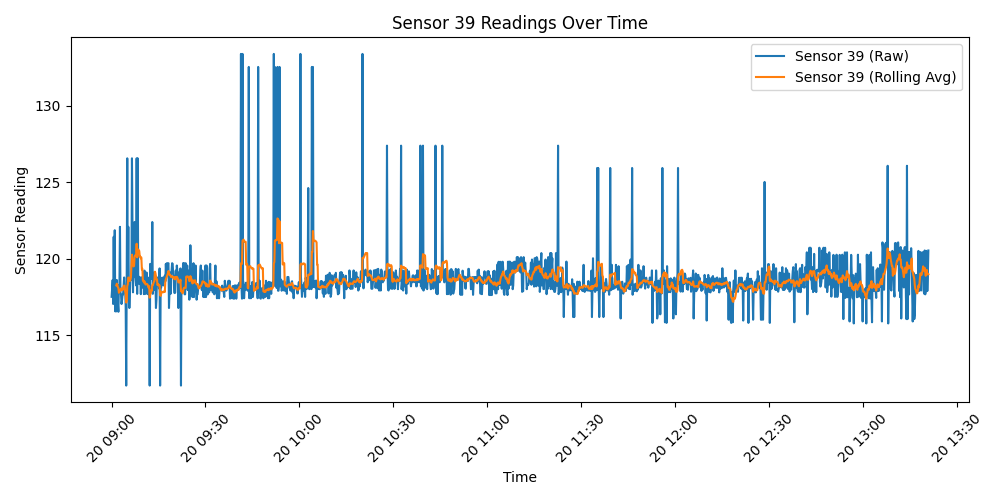 Sensor 39 Readings Over Time
Sensor 39 (Raw)
Sensor 39 (Rolling Avg)
Sensor Reading
130
125
120
115
20 09:00
20 09:30
20 10:00
20 10:30
20 11:00
20 11:30
20 12:00
20 12:30
20 13:00
20 13:30
Time